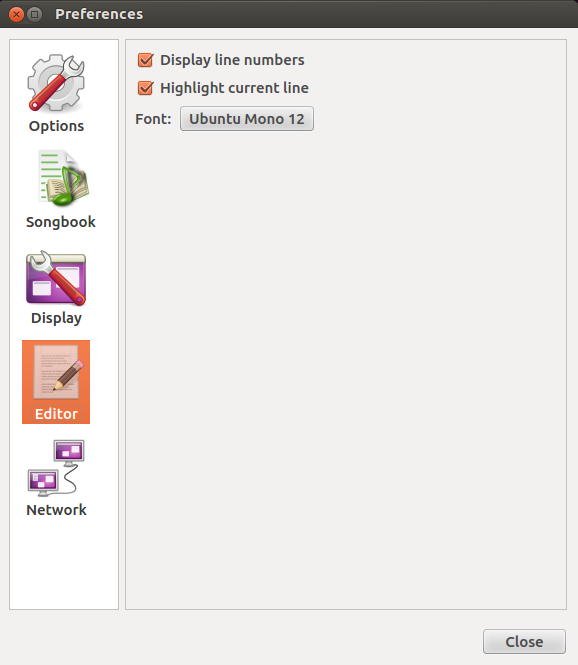 Preferences
Options
Songbook
Display
Editor
Network
Display line numbers
Highlight current line
Font: Ubuntu Mono 12
Close